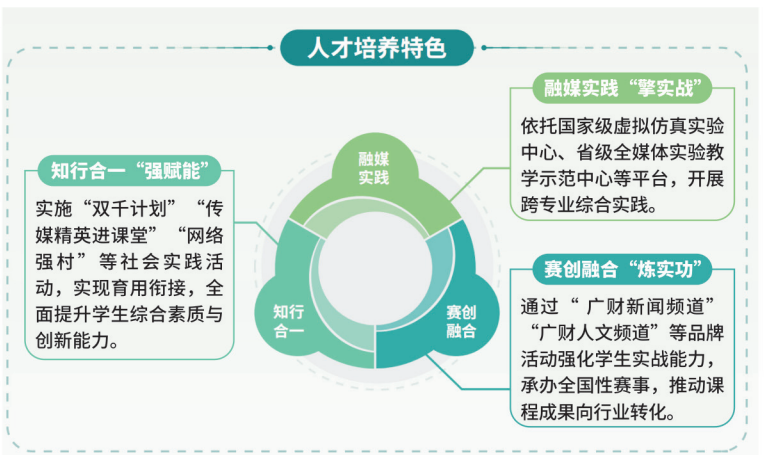 人才培养特色
融媒实践“擎实战”
依托国家级虚拟仿真实验
中心、省级全媒体实验教
学示范中心等平台，开展
跨专业综合实践。
知行合一“强赋能”
实施“双千计划”“传
媒精英进课堂”“网络
强村”等社会实践活
动，实现育用衔接，全
面提升学生综合素质与
创新能力。
融媒
实践
知行
合一
赛创
融合
赛创融合“炼实功”
通过“广财新闻频道”
“广财人文频道”等品牌
活动强化学生实战能力，
承办全国性赛事，推动课
程成果向行业转化。